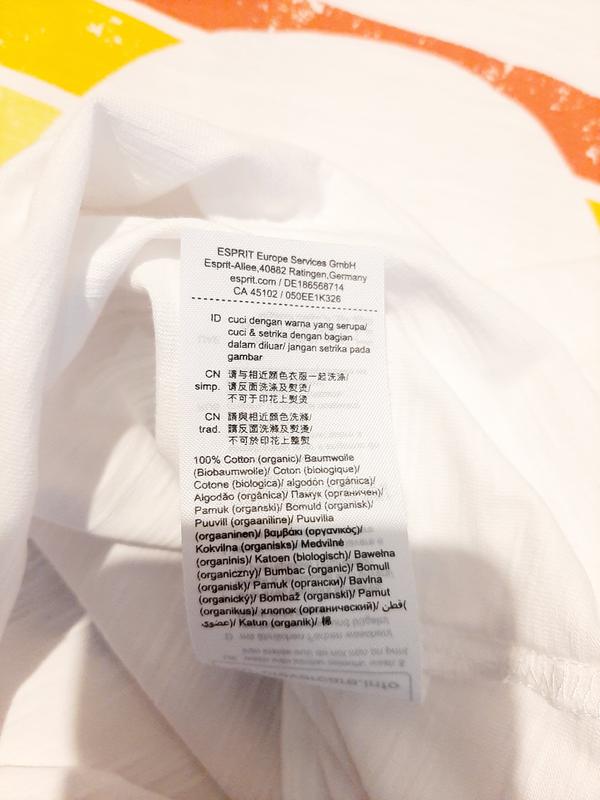 ESPRIT Europe Services GmbH
Esprit-Allee,40882 Ratingen,Germany
esprit.com / DE186568714
CA 45102 / 050EE1K326
ID cuci dengan warna yang serupa/
cuci & setrika dengan bagian
dalam diluar/ jangan setrika pada
gambar
CN 请与相近颜色衣服一起洗涤/
simp. 请反面洗涤及熨烫/
不可于印花上熨烫
CN 請與相近顏色洗滌/
trad. 請反面洗滌及熨燙/
不可於印花上整熨
100% Cotton (organic)/ Baumwolle
(Biobaumwolle)/ Coton (biologique)/
Cotone (biologica)/ algodón (orgánica)/
Algodão (orgânica)/ Памук (органичен)/
Pamuk (organski)/ Bomuld (organisk)/
Puuvill (orgaaniline)/ Puuvilla
(orgaaninen)/ βαμβάκι (οργανικός)/
Kokvilna (organisks)/ Medvilnė
(organinis)/ Katoen (biologisch)/ Bawełna
(organiczny)/ Bumbac (organic)/ Bomull
(organisk)/ Pamuk (органски)/ Bavlna
(organický)/ Bombaž (organski)/ Pamut
(organikus)/ хлопок (органический)/ قطن(
عضوي)/ Katun (organik)/ 棉